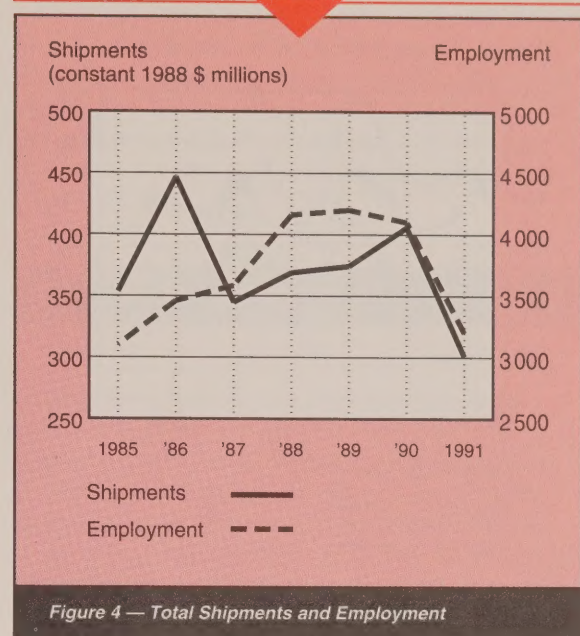 Shipments
(constant 1988 $ millions)
Employment
500
450
400
350
300
250
5 000
4 500
4 000
3 500
3 000
2 500
1985 '86 '87 '88 '89 '90 1991
Shipments
Employment
Figure 4 — Total Shipments and Employment